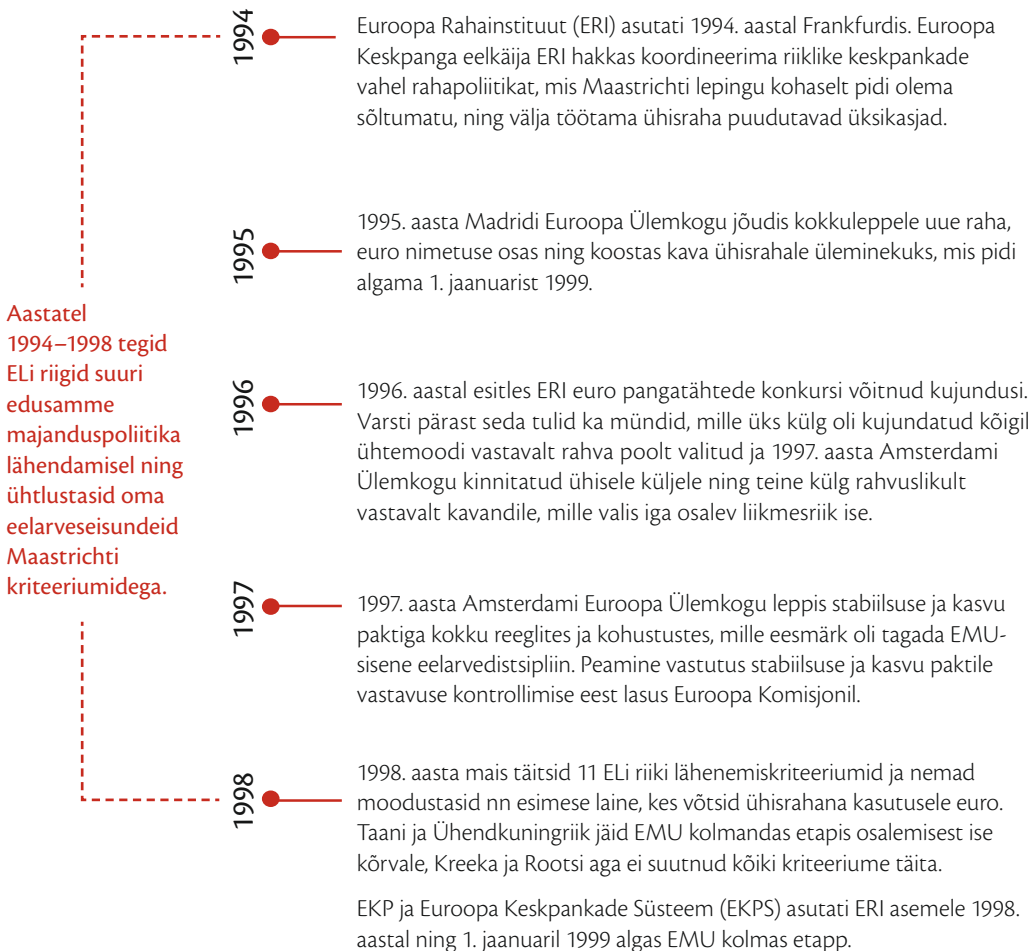 1994
Euroopa Rahainstituut (ERI) asutati 1994. aastal Frankfurdis. Euroopa
Keskpanga eelkäija ERI hakkas koordineerima riiklike keskpankade
vahel rahapoliitikat, mis Maastrichti lepingu kohaselt pidi olema
sõltumatu, ning välja töötama ühisraha puudutavad üksikasjad.
1995
1995. aasta Madridi Euroopa Ülemkogu jõudis kokkuleppele uue raha,
euro nimetuse osas ning koostas kava ühisrahale üleminekuks, mis pidi
algama 1. jaanuarist 1999.
Aastatel
1994–1998 tegid
ELi riigid suuri
edusamme
majanduspoliitika
lähendamisel ning
ühtlustasid oma
eelarveseisundeid
Maastrichti
kriteeriumidega.
1996
1996. aastal esitles ERI euro pangatähtede konkursi võitnud kujundusi.
Varsti pärast seda tulid ka mündid, mille üks külg oli kujundatud kõigil
ühtemoodi vastavalt rahva poolt valitud ja 1997. aasta Amsterdami
Ülemkogu kinnitatud ühisele küljele ning teine külg rahvuslikult
vastavalt kavandile, mille valis iga osalev liikmesriik ise.
1997
1997. aasta Amsterdami Euroopa Ülemkogu leppis stabiilsuse ja kasvu
paktiga kokku reeglites ja kohustustes, mille eesmärk oli tagada EMU-
sisene eelarvedistsipliin. Peamine vastutus stabiilsuse ja kasvu paktile
vastavuse kontrollimise eest lasus Euroopa Komisjonil.
1998
1998. aasta mais täitsid 11 ELi riiki lähenemiskriteeriumid ja nemad
moodustasid nn esimese laine, kes võtsid ühisrahana kasutusele euro.
Taani ja Ühendkuningriik jäid EMU kolmandas etapis osalemisest ise
kõrvale, Kreeka ja Rootsi aga ei suutnud kõiki kriteeriume täita.
EKP ja Euroopa Keskpankade Süsteem (EKPS) asutati ERI asemele 1998.
aastal ning 1. jaanuaril 1999 algas EMU kolmas etapp.